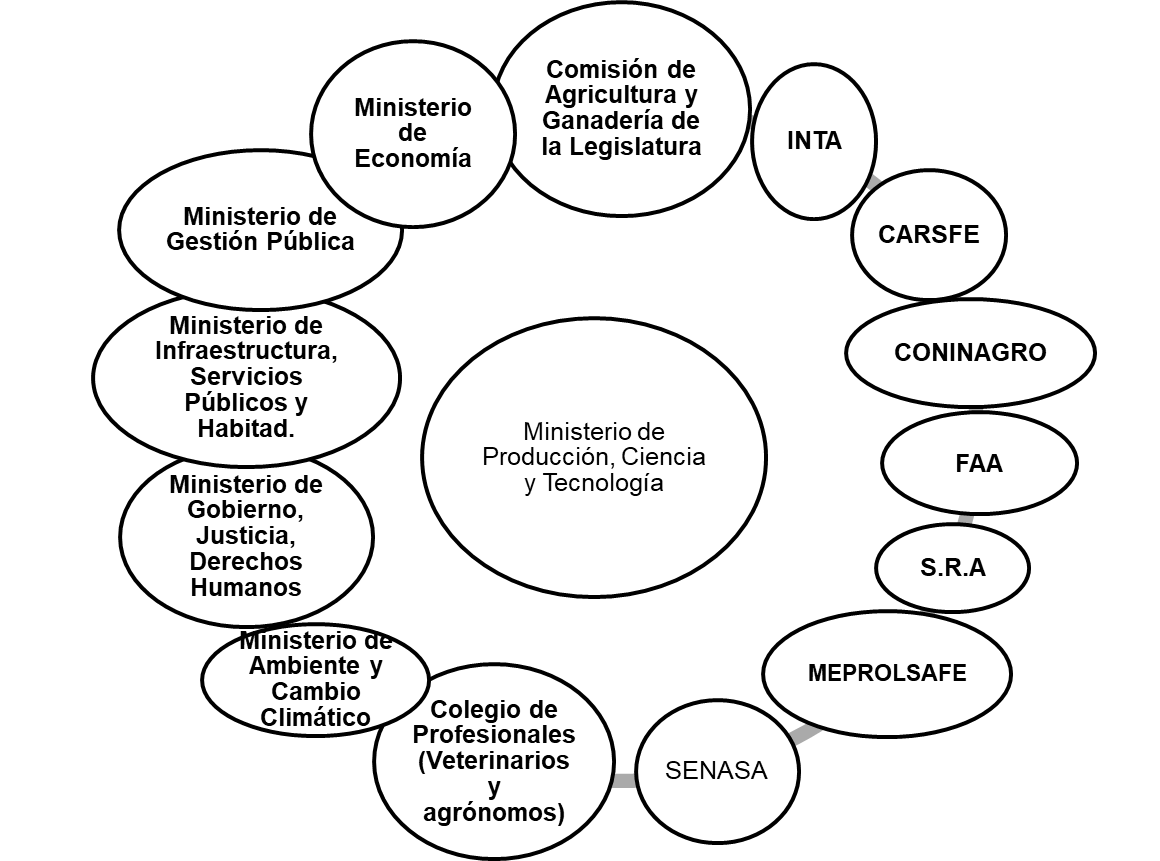 Comisión de
Agricultura y
Ganadería de
la Legislatura
INTA
CARSFE
CONINAGRO
FAA
S.R.A
MEPROLSAFE
SENASA
Colegio de
Profesionales
(Veterinarios
y
agrónomos)
Ministerio de
Ambiente y
Cambio
Climático
Ministerio de
Gobierno,
Justicia,
Derechos
Humanos
Ministerio de
Infraestructura,
Servicios
Públicos y
Habitad.
Ministerio de
Gestión Pública
Ministerio
de
Economía
Ministerio de
Producción, Ciencia
y Tecnología